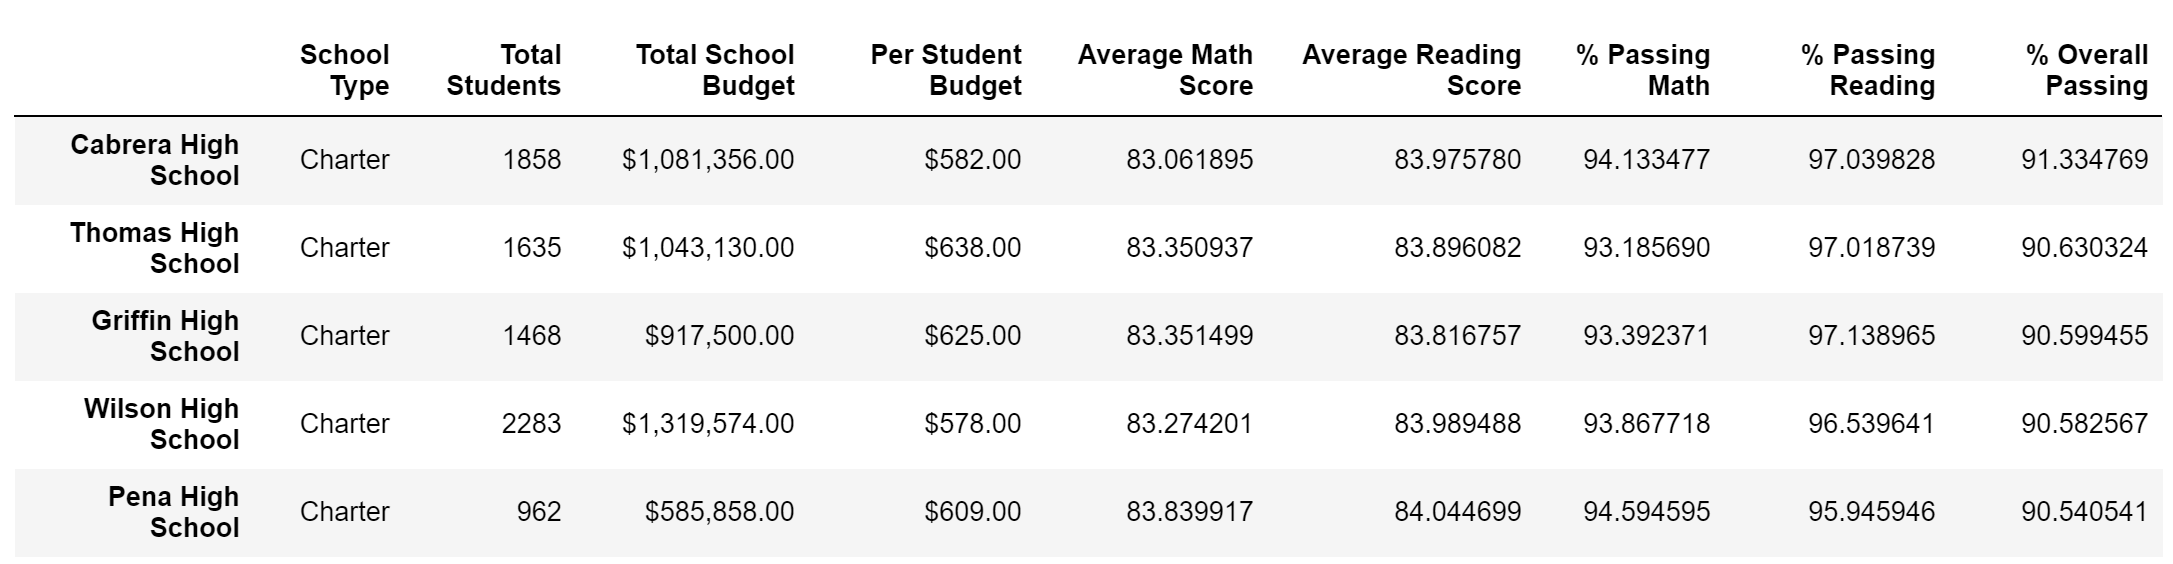 School Total Total School Per Student Average Math Average Reading % Passing % Passing % Overall
Type Students Budget Budget Score Score Math Reading Passing
Cabrera High
School Charter 1858 $1,081,356.00 $582.00 83.061895 83.975780 94.133477 97.039828 91.334769
Thomas High
School Charter 1635 $1,043,130.00 $638.00 83.350937 83.896082 93.185690 97.018739 90.630324
Griffin High
School Charter 1468 $917,500.00 $625.00 83.351499 83.816757 93.392371 97.138965 90.599455
Wilson High
School Charter 2283 $1,319,574.00 $578.00 83.274201 83.989488 93.867718 96.539641 90.582567
Pena High
School Charter 962 $585,858.00 $609.00 83.839917 84.044699 94.594595 95.945946 90.540541